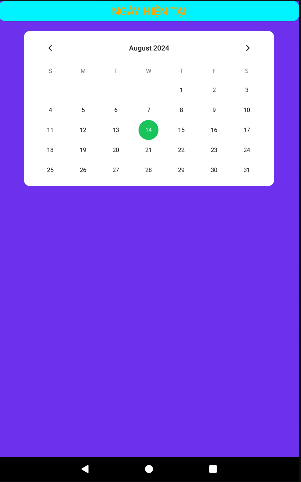 NGÀY HIỆN TẠI
August 2024
S M T W T F S
1 2 3
4 5 6 7 8 9 10
11 12 13 14 15 16 17
18 19 20 21 22 23 24
25 26 27 28 29 30 31